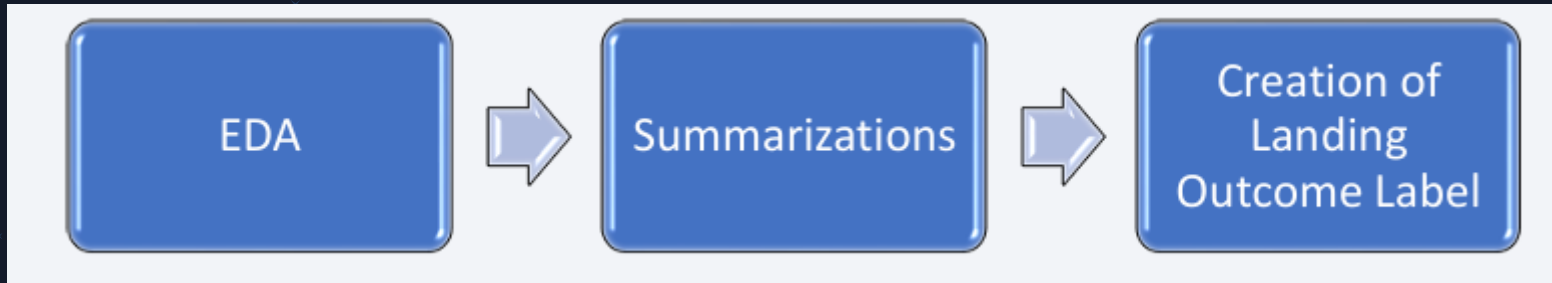 EDA
Summarizations
Creation of
Landing
Outcome Label